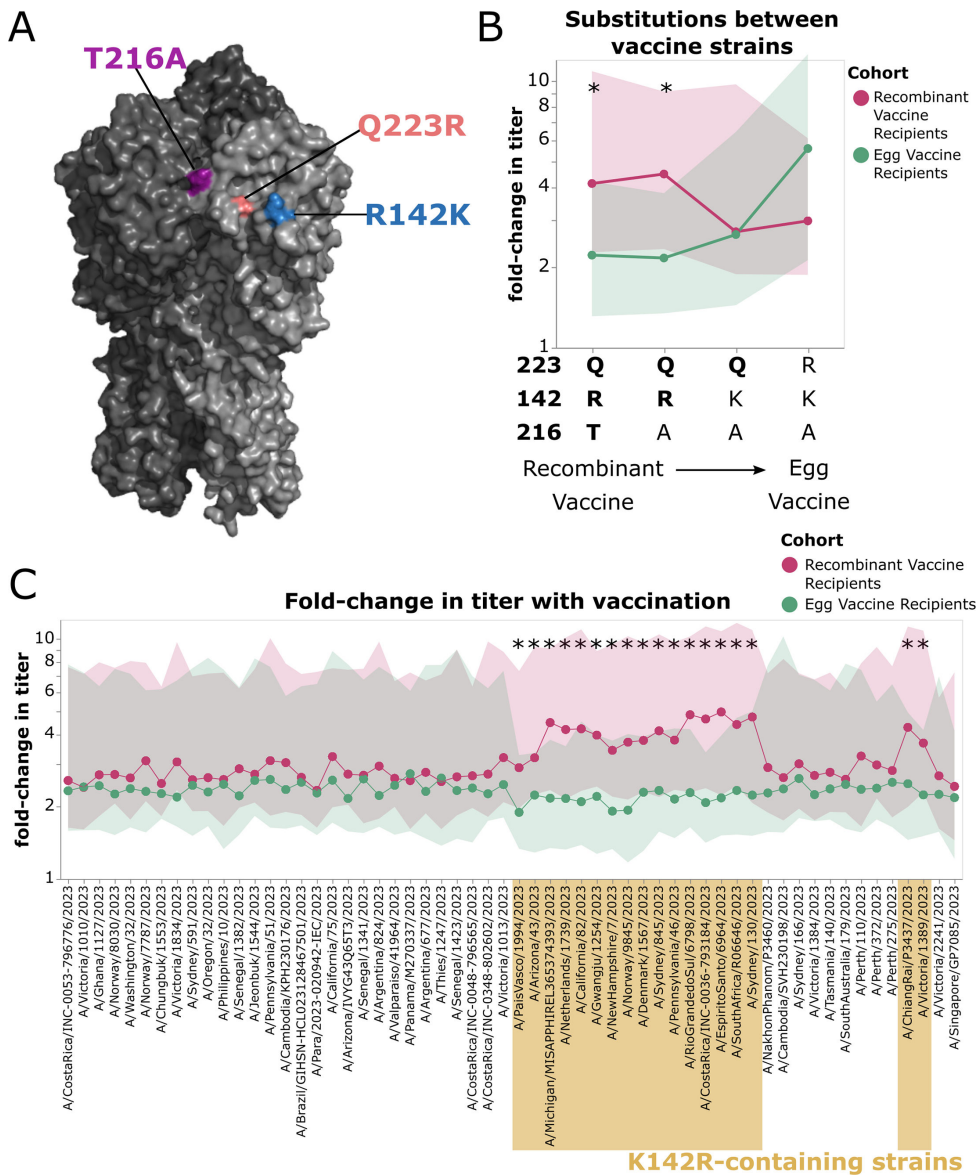 A
T216A
Q223R
R142K
B
Substitutions between
vaccine strains
fold-change in titer
10
8
6
4
2
1
*
*
Cohort
Recombinant
Vaccine
Recipients
Egg Vaccine
Recipients
223 Q Q Q R
142 R R K K
216 T A A A
Recombinant
Vaccine
Egg
Vaccine
C
Cohort
Recombinant Vaccine
Recipients
Egg Vaccine Recipients
Fold-change in titer with vaccination
fold-change in titer
10
8
6
4
2
1
* * * * * * * * * * * * * * * * * *
A/CostaRica/INC-0053-796776/2023
A/Victoria/1010/2023
A/Ghana/1127/2023
A/Norway/8030/2023
A/Washington/32/2023
A/Norway/7787/2023
A/Chungbuk/1553/2023
A/Victoria/1834/2023
A/Sydney/591/2023
A/Oregon/32/2023
A/Philippines/10/2023
A/Senegal/1382/2023
A/Jeonbuk/1544/2023
A/Pennsylvania/51/2023
A/Cambodia/KPH230176/2023
A/Brazil/GIHSN-HCL023128467501/2023
A/Para/2023-020942-IEC/2023
A/California/75/2023
A/Arizona/IVYG43Q65T3/2023
A/Senegal/1341/2023
A/Argentina/824/2023
A/Valparaiso/41964/2023
A/Panama/M270337/2023
A/Argentina/677/2023
A/Thies/1247/2023
A/Senegal/1423/2023
A/CostaRica/INC-0048-796565/2023
A/CostaRica/INC-0348-802602/2023
A/Victoria/1013/2023
A/PaisVasco/1994/2023
A/Arizona/43/2023
A/Michigan/MISAPPHIREL365374393/2023
A/Netherlands/1739/2023
A/California/82/2023
A/Gwangju/1254/2023
A/NewHampshire/77/2023
A/Norway/9845/2023
A/Denmark/1567/2023
A/Sydney/845/2023
A/Pennsylvania/46/2023
A/RioGrandedoSul/6798/2023
A/CostaRica/INC-0036-793184/2023
A/EspiritoSanto/6964/2023
A/SouthAfrica/R06646/2023
A/Sydney/130/2023
A/NakhonPhanom/P3460/2023
A/Cambodia/SVH230198/2023
A/Sydney/166/2023
A/Victoria/1384/2023
A/Tasmania/140/2023
A/SouthAustralia/179/2023
A/Perth/110/2023
A/Perth/372/2023
A/Perth/275/2023
A/ChangRai/P3437/2023
A/Victoria/1389/2023
A/Victoria/2241/2023
A/Singapore/GP7085/2023
K142R-containing strains